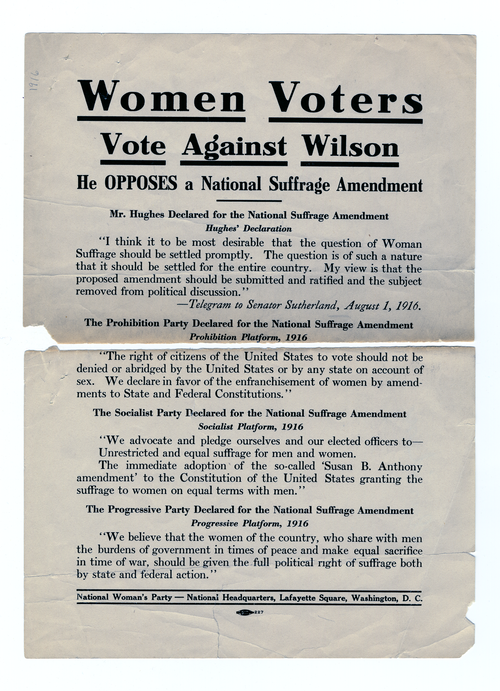 1916
Women Voters
Vote Against Wilson
He OPPOSES a National Suffrage Amendment
Mr. Hughes Declared for the National Suffrage Amendment
Hughes' Declaration
"I think it to be most desirable that the question of Woman
Suffrage should be settled promptly. The question is of such a nature
that it should be settled for the entire country. My view is that the
proposed amendment should be submitted and ratified and the subject
removed from political discussion."
—Telegram to Senator Sutherland, August 1, 1916.
The Prohibition Party Declared for the National Suffrage Amendment
Prohibition Platform, 1916
"The right of citizens of the United States to vote should not be
denied or abridged by the United States or by any state on account of
sex. We declare in favor of the enfranchisement of women by amend-
ments to State and Federal Constitutions."
The Socialist Party Declared for the National Suffrage Amendment
Socialist Platform, 1916
"We advocate and pledge ourselves and our elected officers to—
Unrestricted and equal suffrage for men and women.
The immediate adoption of the so-called 'Susan B. Anthony
amendment' to the Constitution of the United States granting the
suffrage to women on equal terms with men."
The Progressive Party Declared for the National Suffrage Amendment
Progressive Platform, 1916
"We believe that the women of the country, who share with men
the burdens of government in times of peace and make equal sacrifice
in time of war, should be given the full political right of suffrage both
by state and federal action."
National Woman's Party — National Headquarters, Lafayette Square, Washington, D. C.